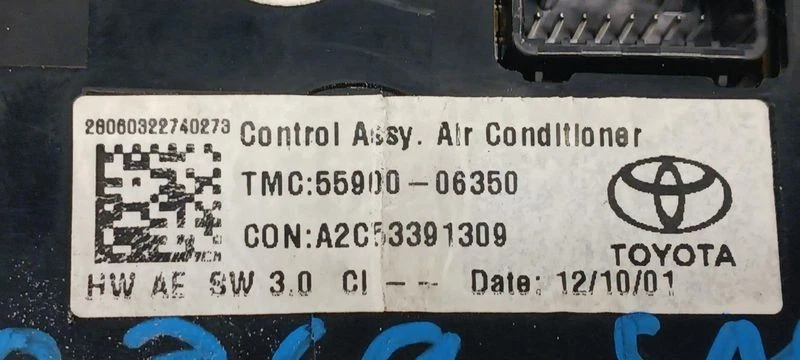 26060322740273
Control Assy. Air Conditioner
TMC:55900-06350
CON:A2C53391309
TOYOTA
HW AE SW 3.0 CI -- Date: 12/10/01